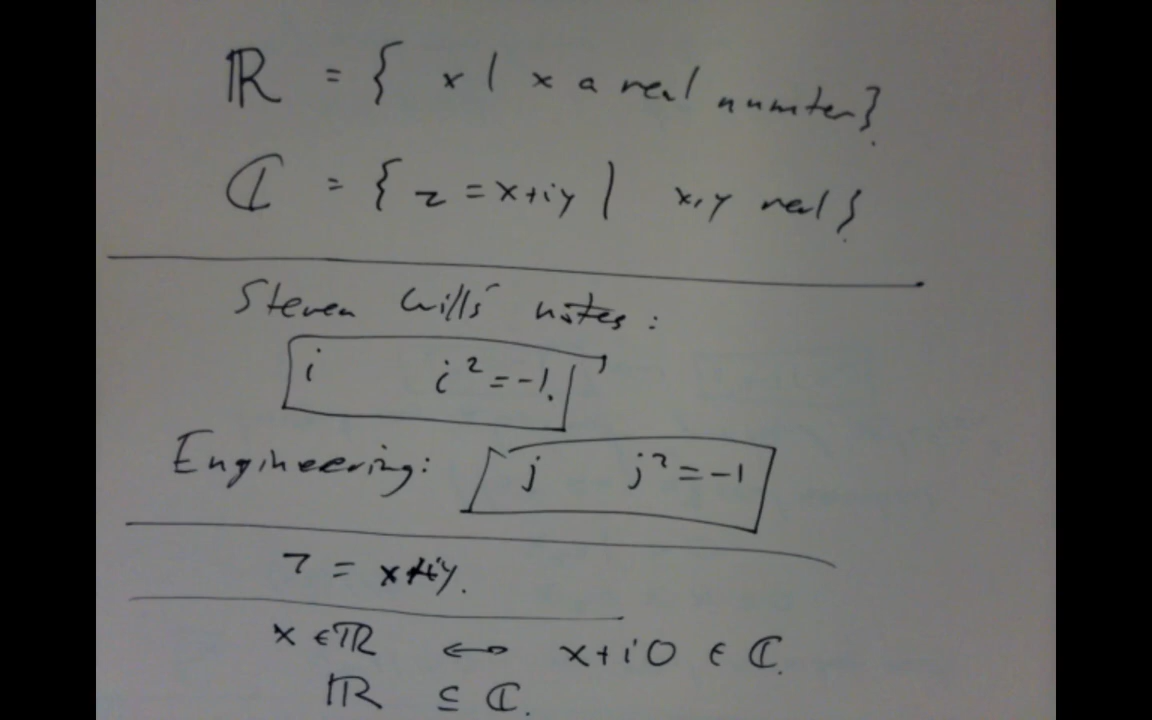 ℝ = { x | x a real number}.
ℂ = { z = x+iy | x,y real}.
Steven Wills' notes:
i i² = -1.
Engineering: j j² = -1
z = x+iy.
x ∈ ℝ ⟷ x+i0 ∈ ℂ.
ℝ ⊆ ℂ.